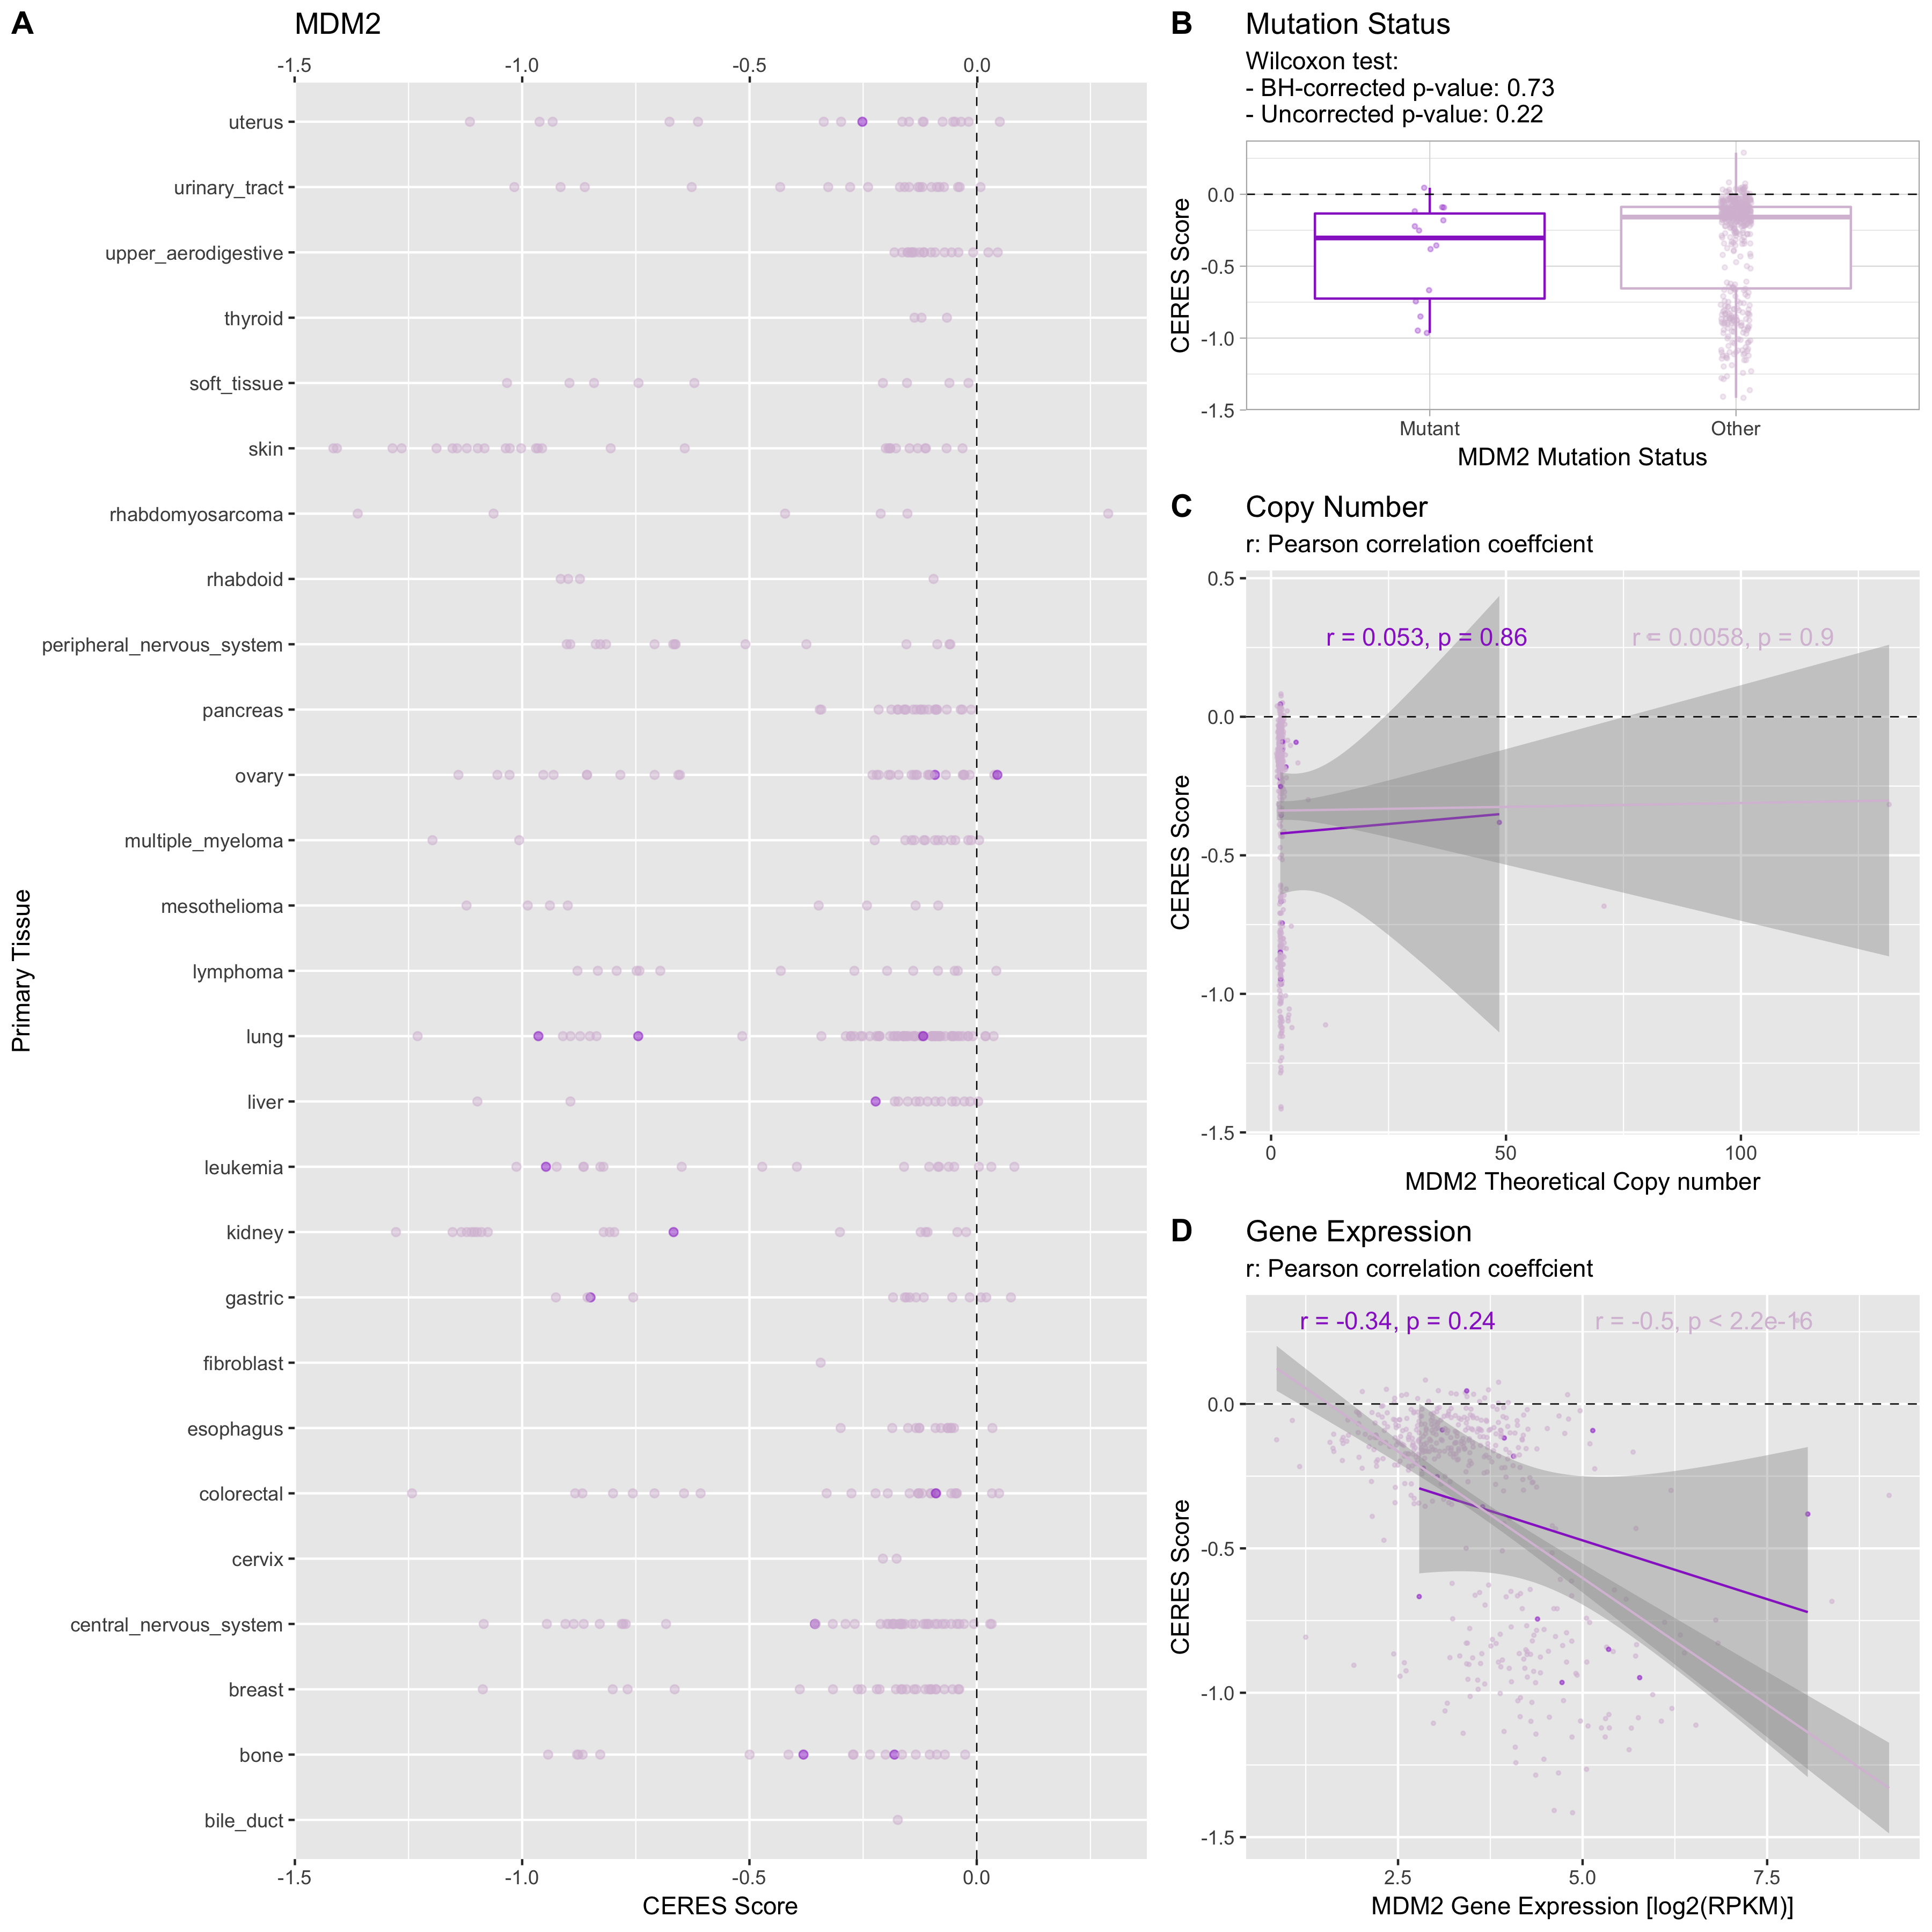 A
MDM2
-1.5 -1.0 -0.5 0.0
uterus
urinary_tract
upper_aerodigestive
thyroid
soft_tissue
skin
rhabdomyosarcoma
rhabdoid
peripheral_nervous_system
pancreas
ovary
multiple_myeloma
mesothelioma
lymphoma
lung
liver
leukemia
kidney
gastric
fibroblast
esophagus
colorectal
cervix
central_nervous_system
breast
bone
bile_duct
Primary Tissue
-1.5 -1.0 -0.5 0.0
CERES Score
B
Mutation Status
Wilcoxon test:
- BH-corrected p-value: 0.73
- Uncorrected p-value: 0.22
CERES Score
0.0
-0.5
-1.0
-1.5
Mutant Other
MDM2 Mutation Status
C
Copy Number
r: Pearson correlation coeffcient
CERES Score
0.5
0.0
-0.5
-1.0
-1.5
r = 0.053, p = 0.86
r = 0.0058, p = 0.9
0 50 100
MDM2 Theoretical Copy number
D
Gene Expression
r: Pearson correlation coeffcient
CERES Score
r = -0.34, p = 0.24
r = -0.5, p < 2.2e-16
0.0
-0.5
-1.0
-1.5
2.5 5.0 7.5
MDM2 Gene Expression [log2(RPKM)]